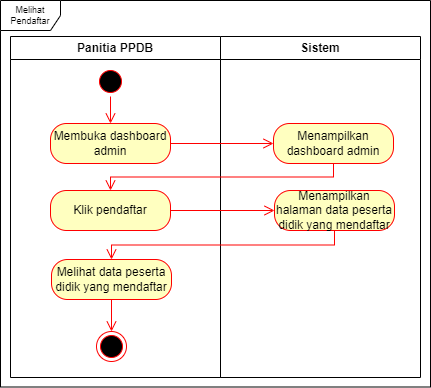 Melihat
Pendaftar
Panitia PPDB
Sistem
Membuka dashboard
admin
Menampilkan
dashboard admin
Klik pendaftar
Menampilkan
halaman data peserta
didik yang mendaftar
Melihat data peserta
didik yang mendaftar